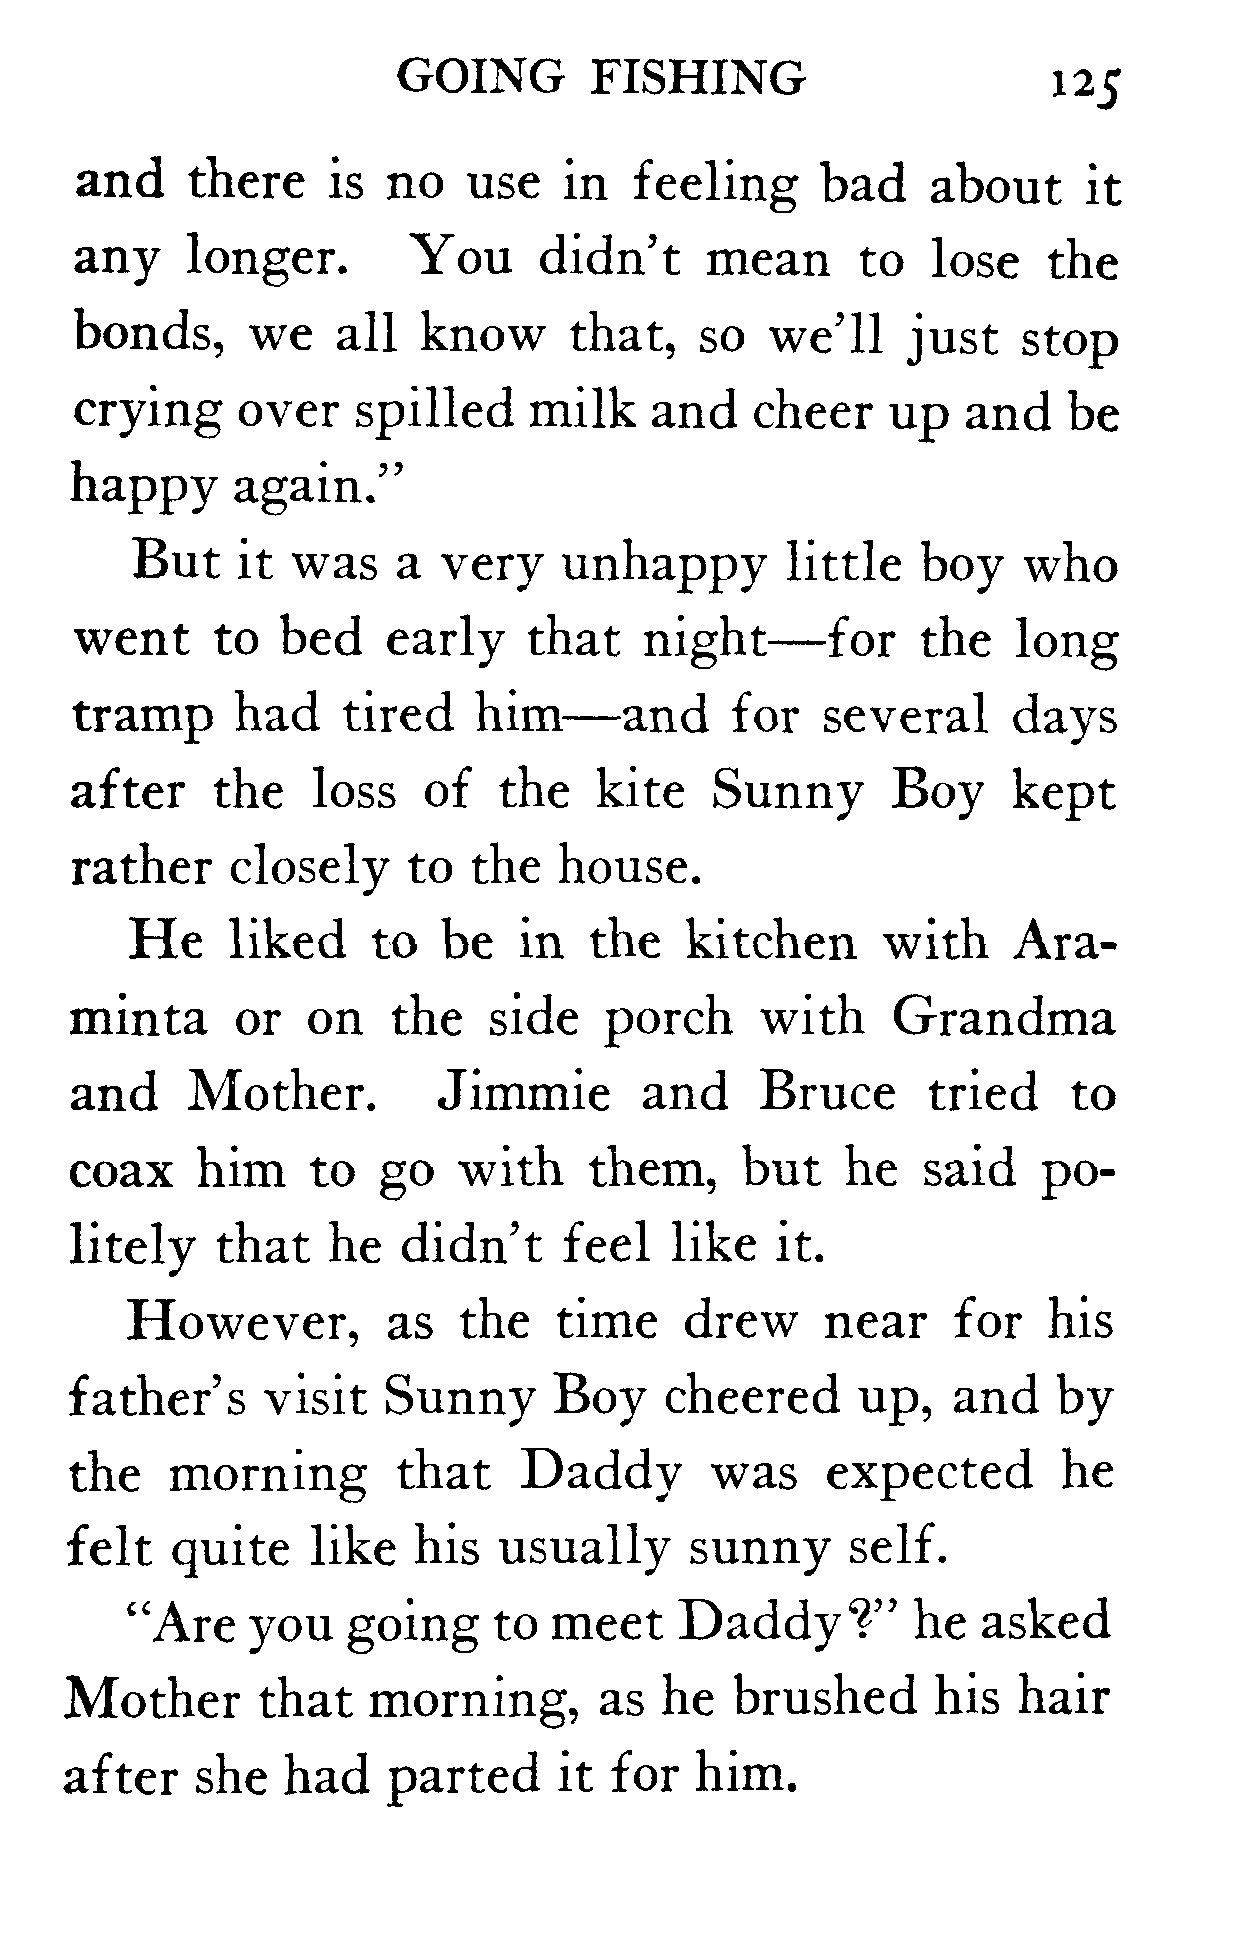 GOING FISHING 125
and there is no use in feeling bad about it
any longer. You didn't mean to lose the
bonds, we all know that, so we'll just stop
crying over spilled milk and cheer up and be
happy again."
But it was a very unhappy little boy who
went to bed early that night—for the long
tramp had tired him—and for several days
after the loss of the kite Sunny Boy kept
rather closely to the house.
He liked to be in the kitchen with Ara-
minta or on the side porch with Grandma
and Mother. Jimmie and Bruce tried to
coax him to go with them, but he said po-
litely that he didn't feel like it.
However, as the time drew near for his
father's visit Sunny Boy cheered up, and by
the morning that Daddy was expected he
felt quite like his usually sunny self.
"Are you going to meet Daddy?" he asked
Mother that morning, as he brushed his hair
after she had parted it for him.